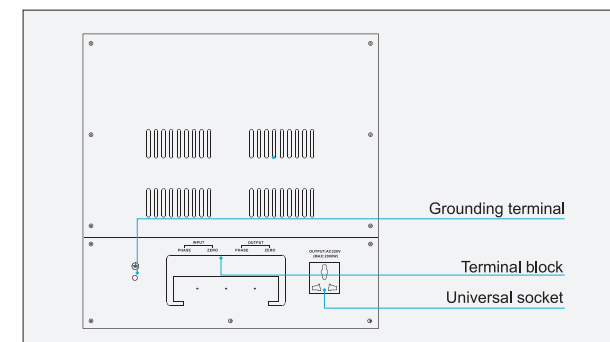 Grounding terminal
INPUT OUTPUT
PHASE ZERO PHASE ZERO
OUTPUT:AC220V
(MAX:2000W)
Terminal block
Universal socket